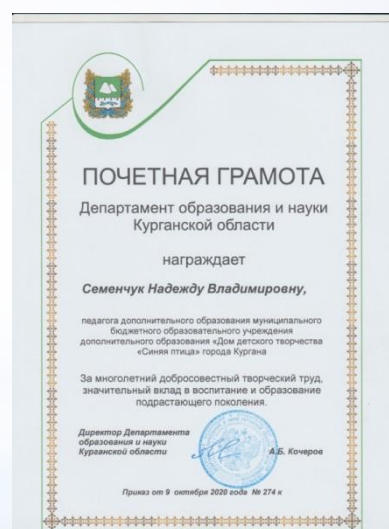 ПОЧЕТНАЯ ГРАМОТА
Департамент образования и науки
Курганской области
награждает
Семенчук Надежду Владимировну,
педагога дополнительного образования муниципального
бюджетного образовательного учреждения
дополнительного образования «Дом детского творчества
«Синяя птица» города Кургана
За многолетний добросовестный творческий труд,
значительный вклад в воспитание и образование
подрастающего поколения.
Директор Департамента
образования и науки
Курганской области А.Б. Кочеров
Приказ от 9 октября 2020 года № 274 к